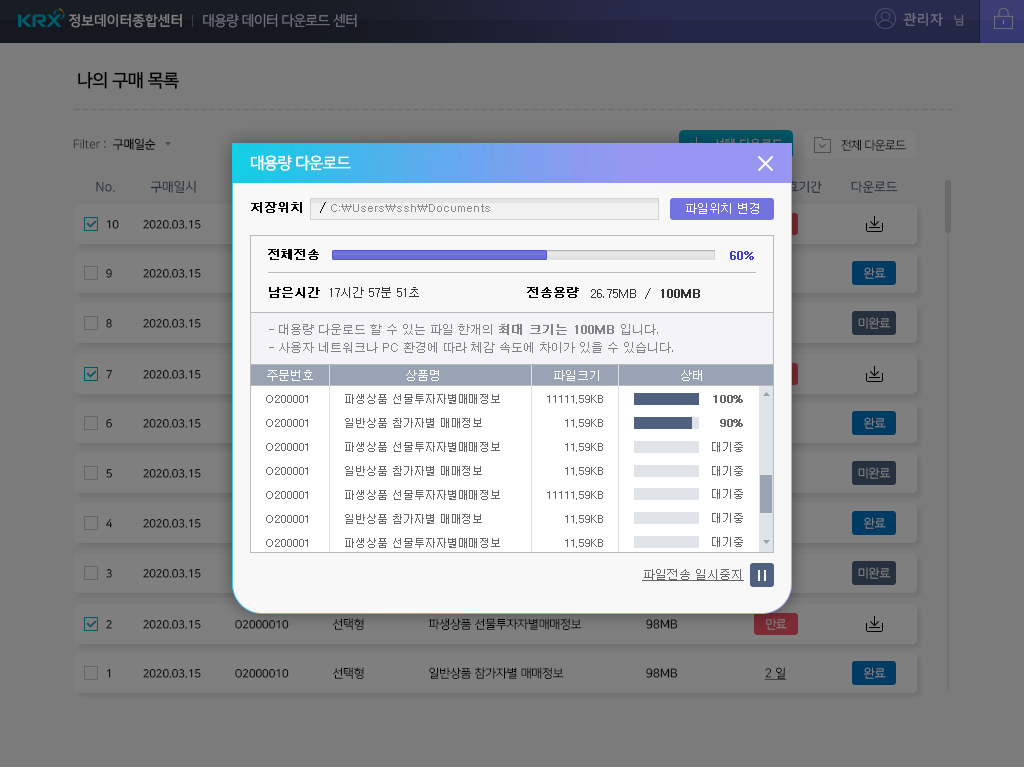 KRX 정보데이터종합센터 | 대용량 데이터 다운로드 센터 관리자 님
나의 구매 목록
Filter : 구매일순 전체 다운로드
No. 구매일시 다운로드
대용량 다운로드
저장위치 / C:₩Users₩ssh₩Documents 파일위치 변경
전체전송 60%
남은시간 17시간 57분 51초 전송용량 26.75MB / 100MB
- 대용량 다운로드 할 수 있는 파일 한개의 최대 크기는 100MB 입니다.
- 사용자 네트워크나 PC 환경에 따라 체감 속도에 차이가 있을 수 있습니다.
주문번호 상품명 파일크기 상태
O200001 파생상품 선물투자자별매매정보 11111,59KB 100%
O200001 일반상품 참가자별 매매정보 11,59KB 90%
O200001 파생상품 선물투자자별매매정보 11,59KB 대기중
O200001 일반상품 참가자별 매매정보 11,59KB 대기중
O200001 파생상품 선물투자자별매매정보 11111,59KB 대기중
O200001 일반상품 참가자별 매매정보 11,59KB 대기중
O200001 파생상품 선물투자자별매매정보 11,59KB 대기중
파일전송 일시중지
10 2020.03.15
9 2020.03.15 완료
8 2020.03.15 미완료
7 2020.03.15
6 2020.03.15 완료
5 2020.03.15 미완료
4 2020.03.15 완료
3 2020.03.15 미완료
2 2020.03.15 O2000010 선택형 파생상품 선물투자자별매매정보 98MB 만료
1 2020.03.15 O2000010 선택형 일반상품 참가자별 매매정보 98MB 2 일 완료